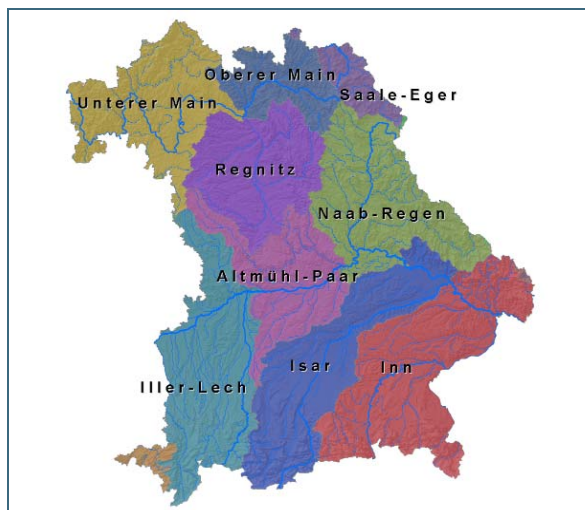 Oberer Main
Unterer Main
Saale-Eger
Regnitz
Naab-Regen
Altmühl-Paar
Isar
Inn
Iller-Lech